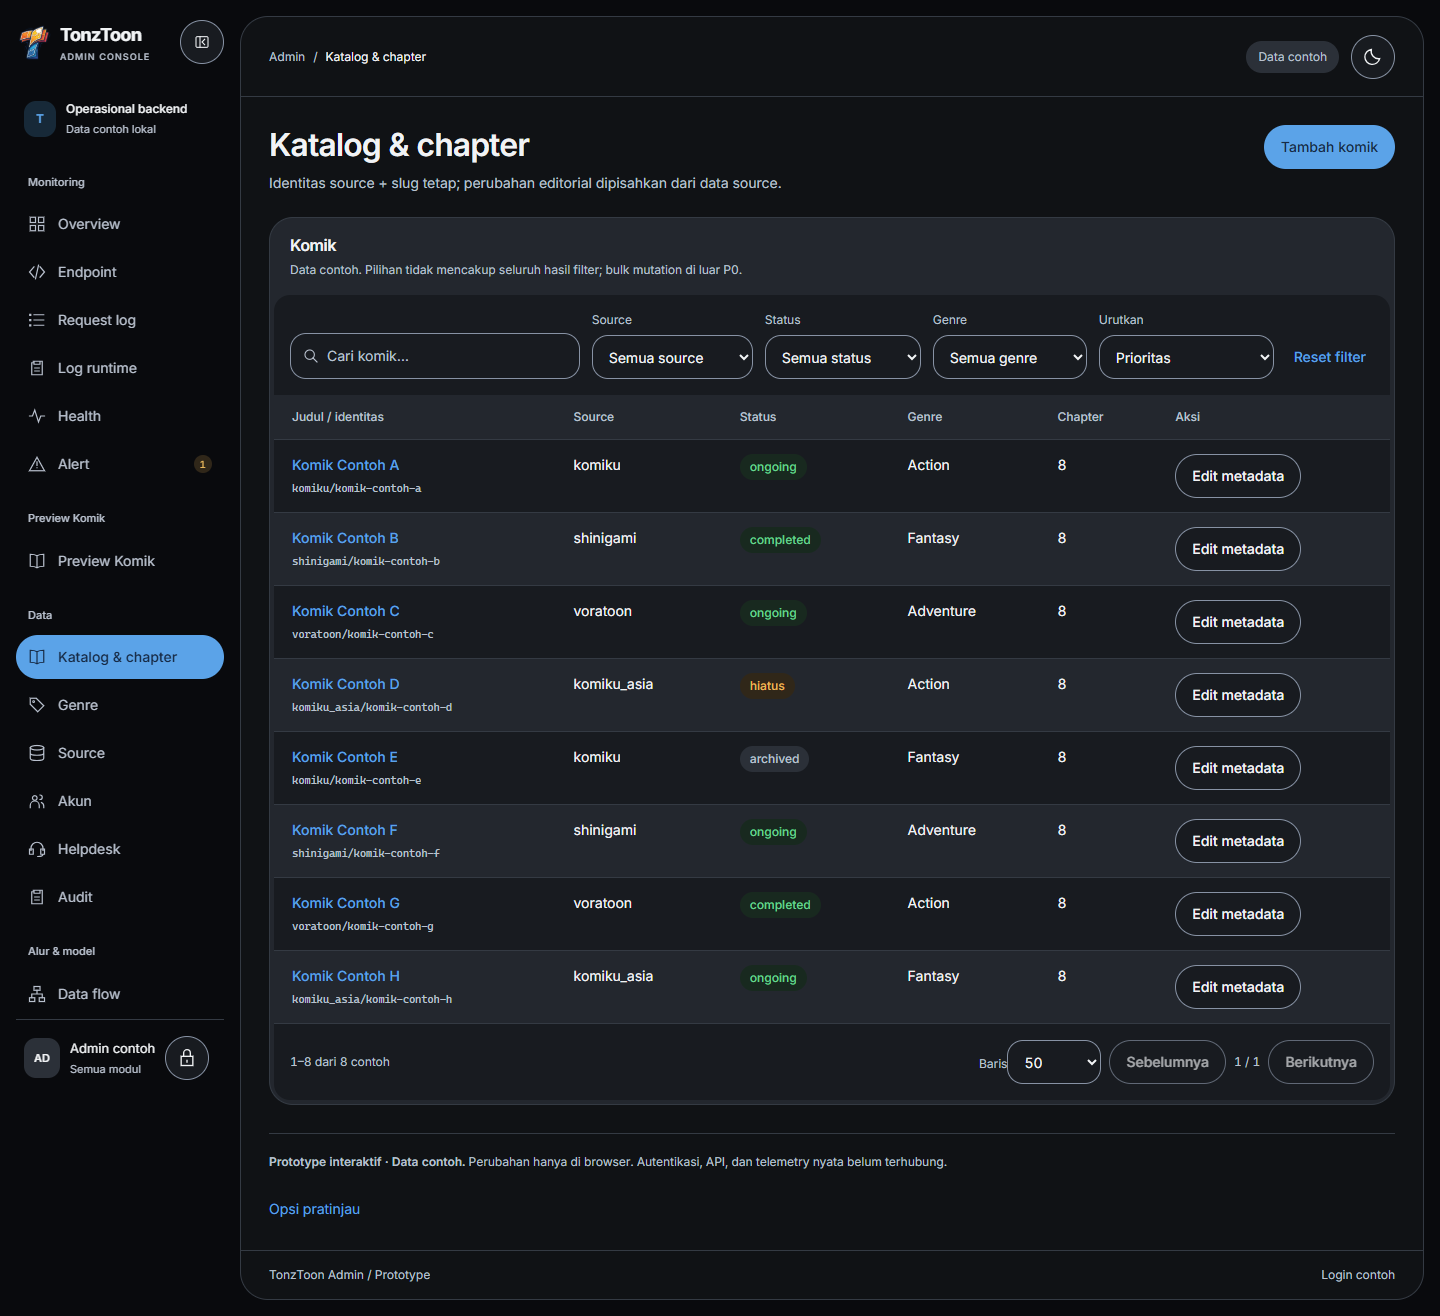 TonzToon
ADMIN CONSOLE
T
Operasional backend
Data contoh lokal
Monitoring
Overview
Endpoint
Request log
Log runtime
Health
Alert 1
Preview Komik
Preview Komik
Data
Katalog & chapter
Genre
Source
Akun
Helpdesk
Audit
Alur & model
Data flow
AD
Admin contoh
Semua modul
Admin / Katalog & chapter
Data contoh
Katalog & chapter
Identitas source + slug tetap; perubahan editorial dipisahkan dari data source.
Tambah komik
Komik
Data contoh. Pilihan tidak mencakup seluruh hasil filter; bulk mutation di luar P0.
Source Status Genre Urutkan
Cari komik... Semua source Semua status Semua genre Prioritas Reset filter
Judul / identitas Source Status Genre Chapter Aksi
Komik Contoh A komiku ongoing Action 8 Edit metadata
komiku/komik-contoh-a
Komik Contoh B shinigami completed Fantasy 8 Edit metadata
shinigami/komik-contoh-b
Komik Contoh C voratoon ongoing Adventure 8 Edit metadata
voratoon/komik-contoh-c
Komik Contoh D komiku_asia hiatus Action 8 Edit metadata
komiku_asia/komik-contoh-d
Komik Contoh E komiku archived Fantasy 8 Edit metadata
komiku/komik-contoh-e
Komik Contoh F shinigami ongoing Adventure 8 Edit metadata
shinigami/komik-contoh-f
Komik Contoh G voratoon completed Action 8 Edit metadata
voratoon/komik-contoh-g
Komik Contoh H komiku_asia ongoing Fantasy 8 Edit metadata
komiku_asia/komik-contoh-h
1–8 dari 8 contoh Baris 50 Sebelumnya 1 / 1 Berikutnya
Prototype interaktif · Data contoh. Perubahan hanya di browser. Autentikasi, API, dan telemetry nyata belum terhubung.
Opsi pratinjau
TonzToon Admin / Prototype Login contoh